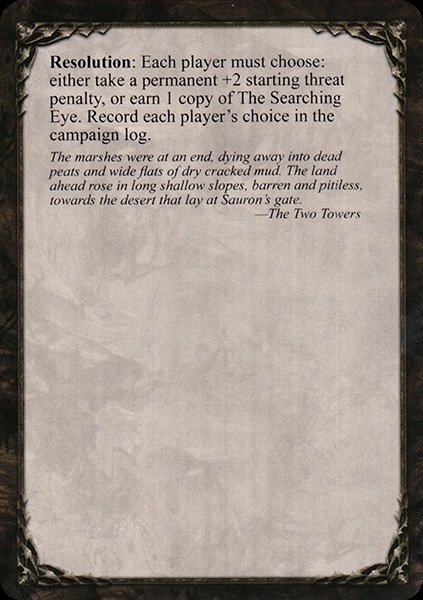 Resolution: Each player must choose:
either take a permanent +2 starting threat
penalty, or earn 1 copy of The Searching
Eye. Record each player's choice in the
campaign log.
The marshes were at an end, dying away into dead
peats and wide flats of dry cracked mud. The land
ahead rose in long shallow slopes, barren and pitiless,
towards the desert that lay at Sauron's gate.
—The Two Towers